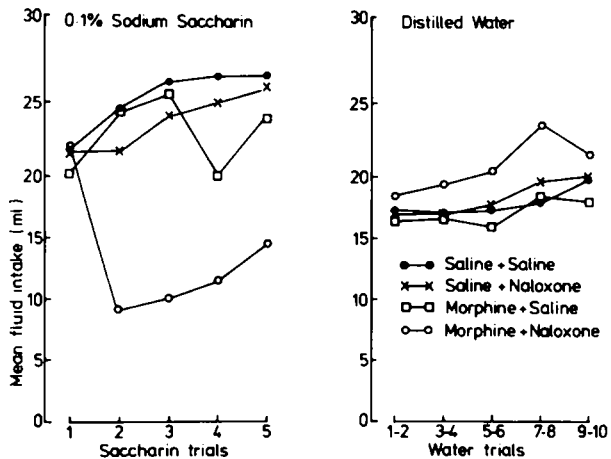 0·1% Sodium Saccharin
30
25
20
15
10
5
0
Mean fluid intake (ml)
1 2 3 4 5
Saccharin trials
Distilled Water
30
25
20
15
10
5
0
Saline + Saline
Saline + Naloxone
Morphine + Saline
Morphine + Naloxone
1-2 3-4 5-6 7-8 9-10
Water trials